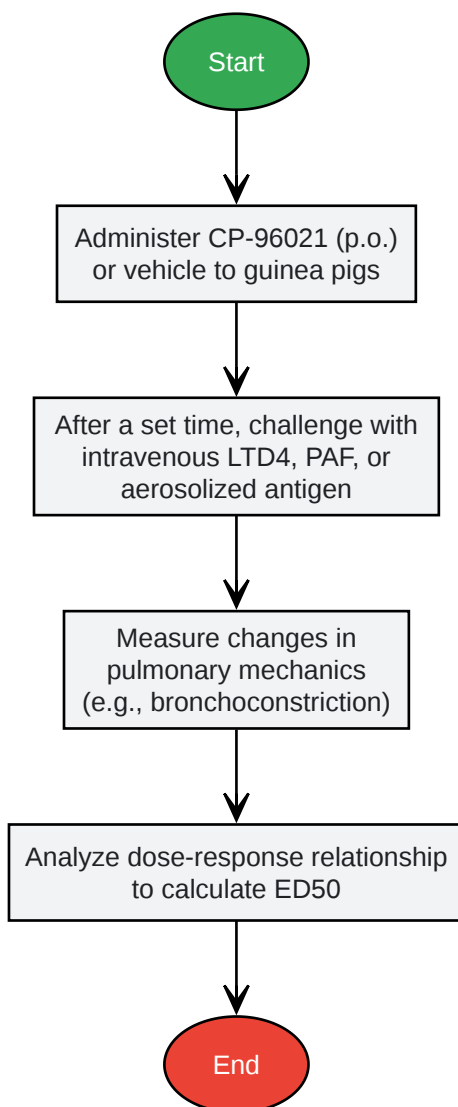 Start
Administer CP-96021 (p.o.)
or vehicle to guinea pigs
After a set time, challenge with
intravenous LTD4, PAF, or
aerosolized antigen
Measure changes in
pulmonary mechanics
(e.g., bronchoconstriction)
Analyze dose-response relationship
to calculate ED50
End